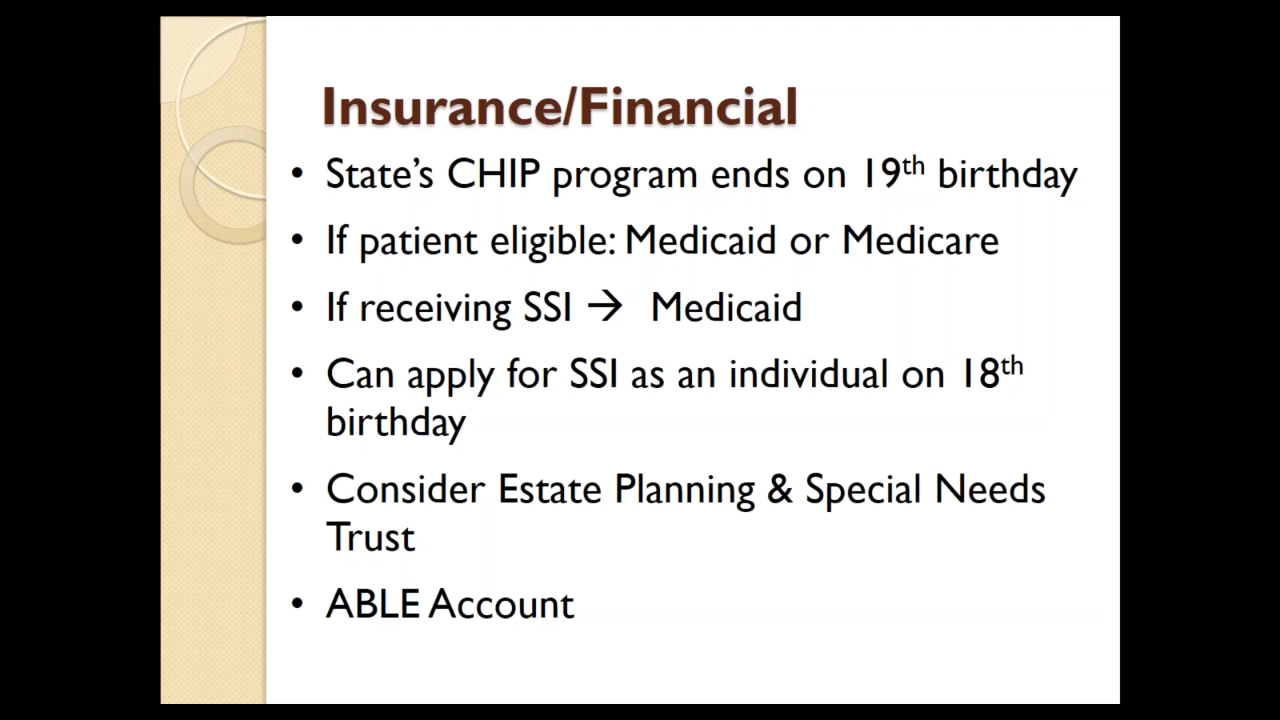 Insurance/Financial
• State’s CHIP program ends on 19th birthday
• If patient eligible: Medicaid or Medicare
• If receiving SSI → Medicaid
• Can apply for SSI as an individual on 18th
birthday
• Consider Estate Planning & Special Needs
Trust
• ABLE Account